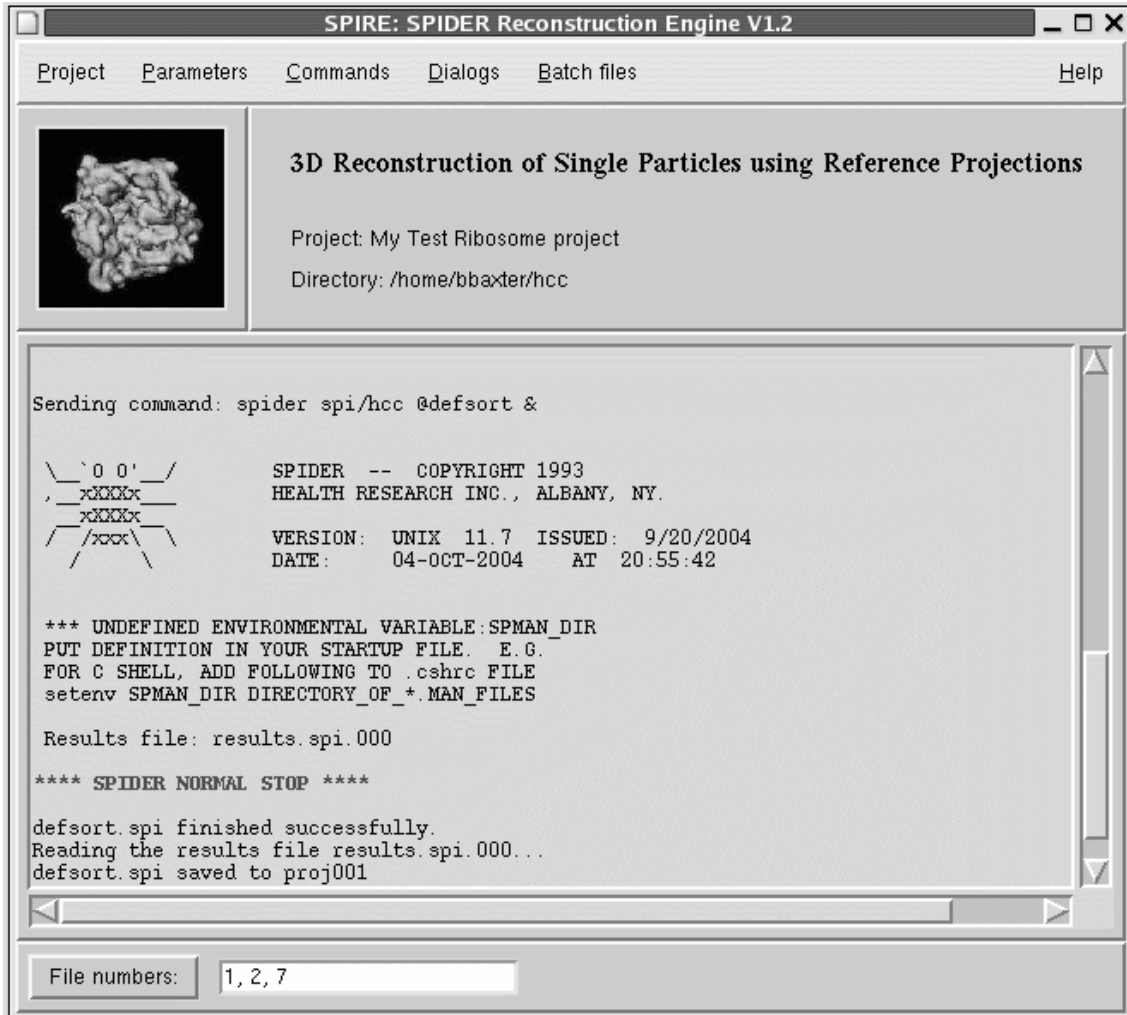 SPIRE: SPIDER Reconstruction Engine V1.2
Project Parameters Commands Dialogs Batch files Help
3D Reconstruction of Single Particles using Reference Projections
Project: My Test Ribosome project
Directory: /home/bbaxter/hcc
Sending command: spider spi/hcc @defsort &
\__`O O'__/ SPIDER -- COPYRIGHT 1993
,__xXXXx___ HEALTH RESEARCH INC., ALBANY, NY.
__xXXXx__
/ /xxx\ \ VERSION: UNIX 11.7 ISSUED: 9/20/2004
/ \ DATE: 04-OCT-2004 AT 20:55:42
*** UNDEFINED ENVIRONMENTAL VARIABLE:SPMAN_DIR
PUT DEFINITION IN YOUR STARTUP FILE. E.G.
FOR C SHELL, ADD FOLLOWING TO .cshrc FILE
setenv SPMAN_DIR DIRECTORY_OF_*.MAN_FILES
Results file: results.spi.000
**** SPIDER NORMAL STOP ****
defsort.spi finished successfully.
Reading the results file results.spi.000...
defsort.spi saved to proj001
File numbers: 1, 2, 7